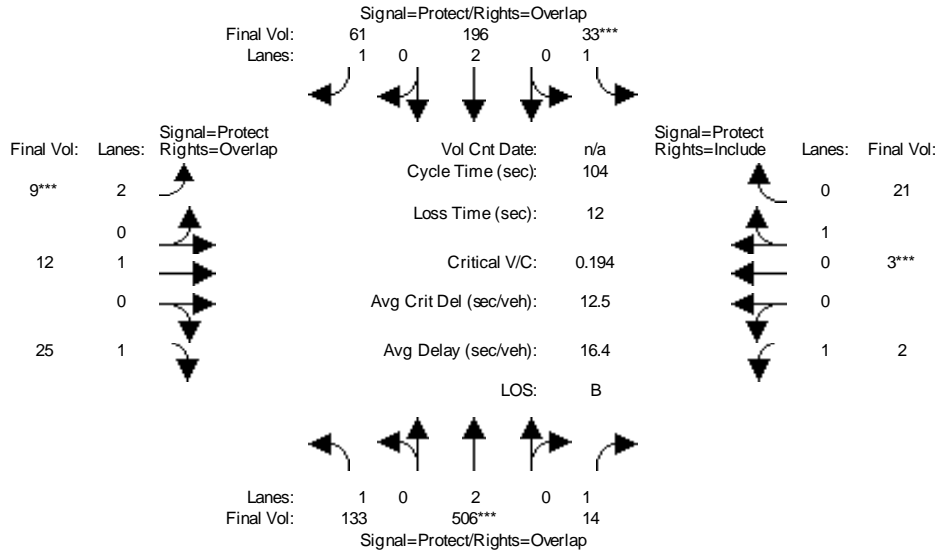 Signal=Protect/Rights=Overlap
Final Vol: 61 196 33***
Lanes: 1 0 2 0 1
Signal=Protect
Final Vol: Lanes: Rights=Overlap
Vol Cnt Date: n/a
Signal=Protect
Rights=Include Lanes: Final Vol:
Cycle Time (sec): 104
9*** 2
0 21
Loss Time (sec): 12
0
1
12 1
Critical V/C: 0.194
0 3***
0
Avg Crit Del (sec/veh): 12.5
0
25 1
Avg Delay (sec/veh): 16.4
1 2
LOS: B
Lanes: 1 0 2 0 1
Final Vol: 133 506*** 14
Signal=Protect/Rights=Overlap